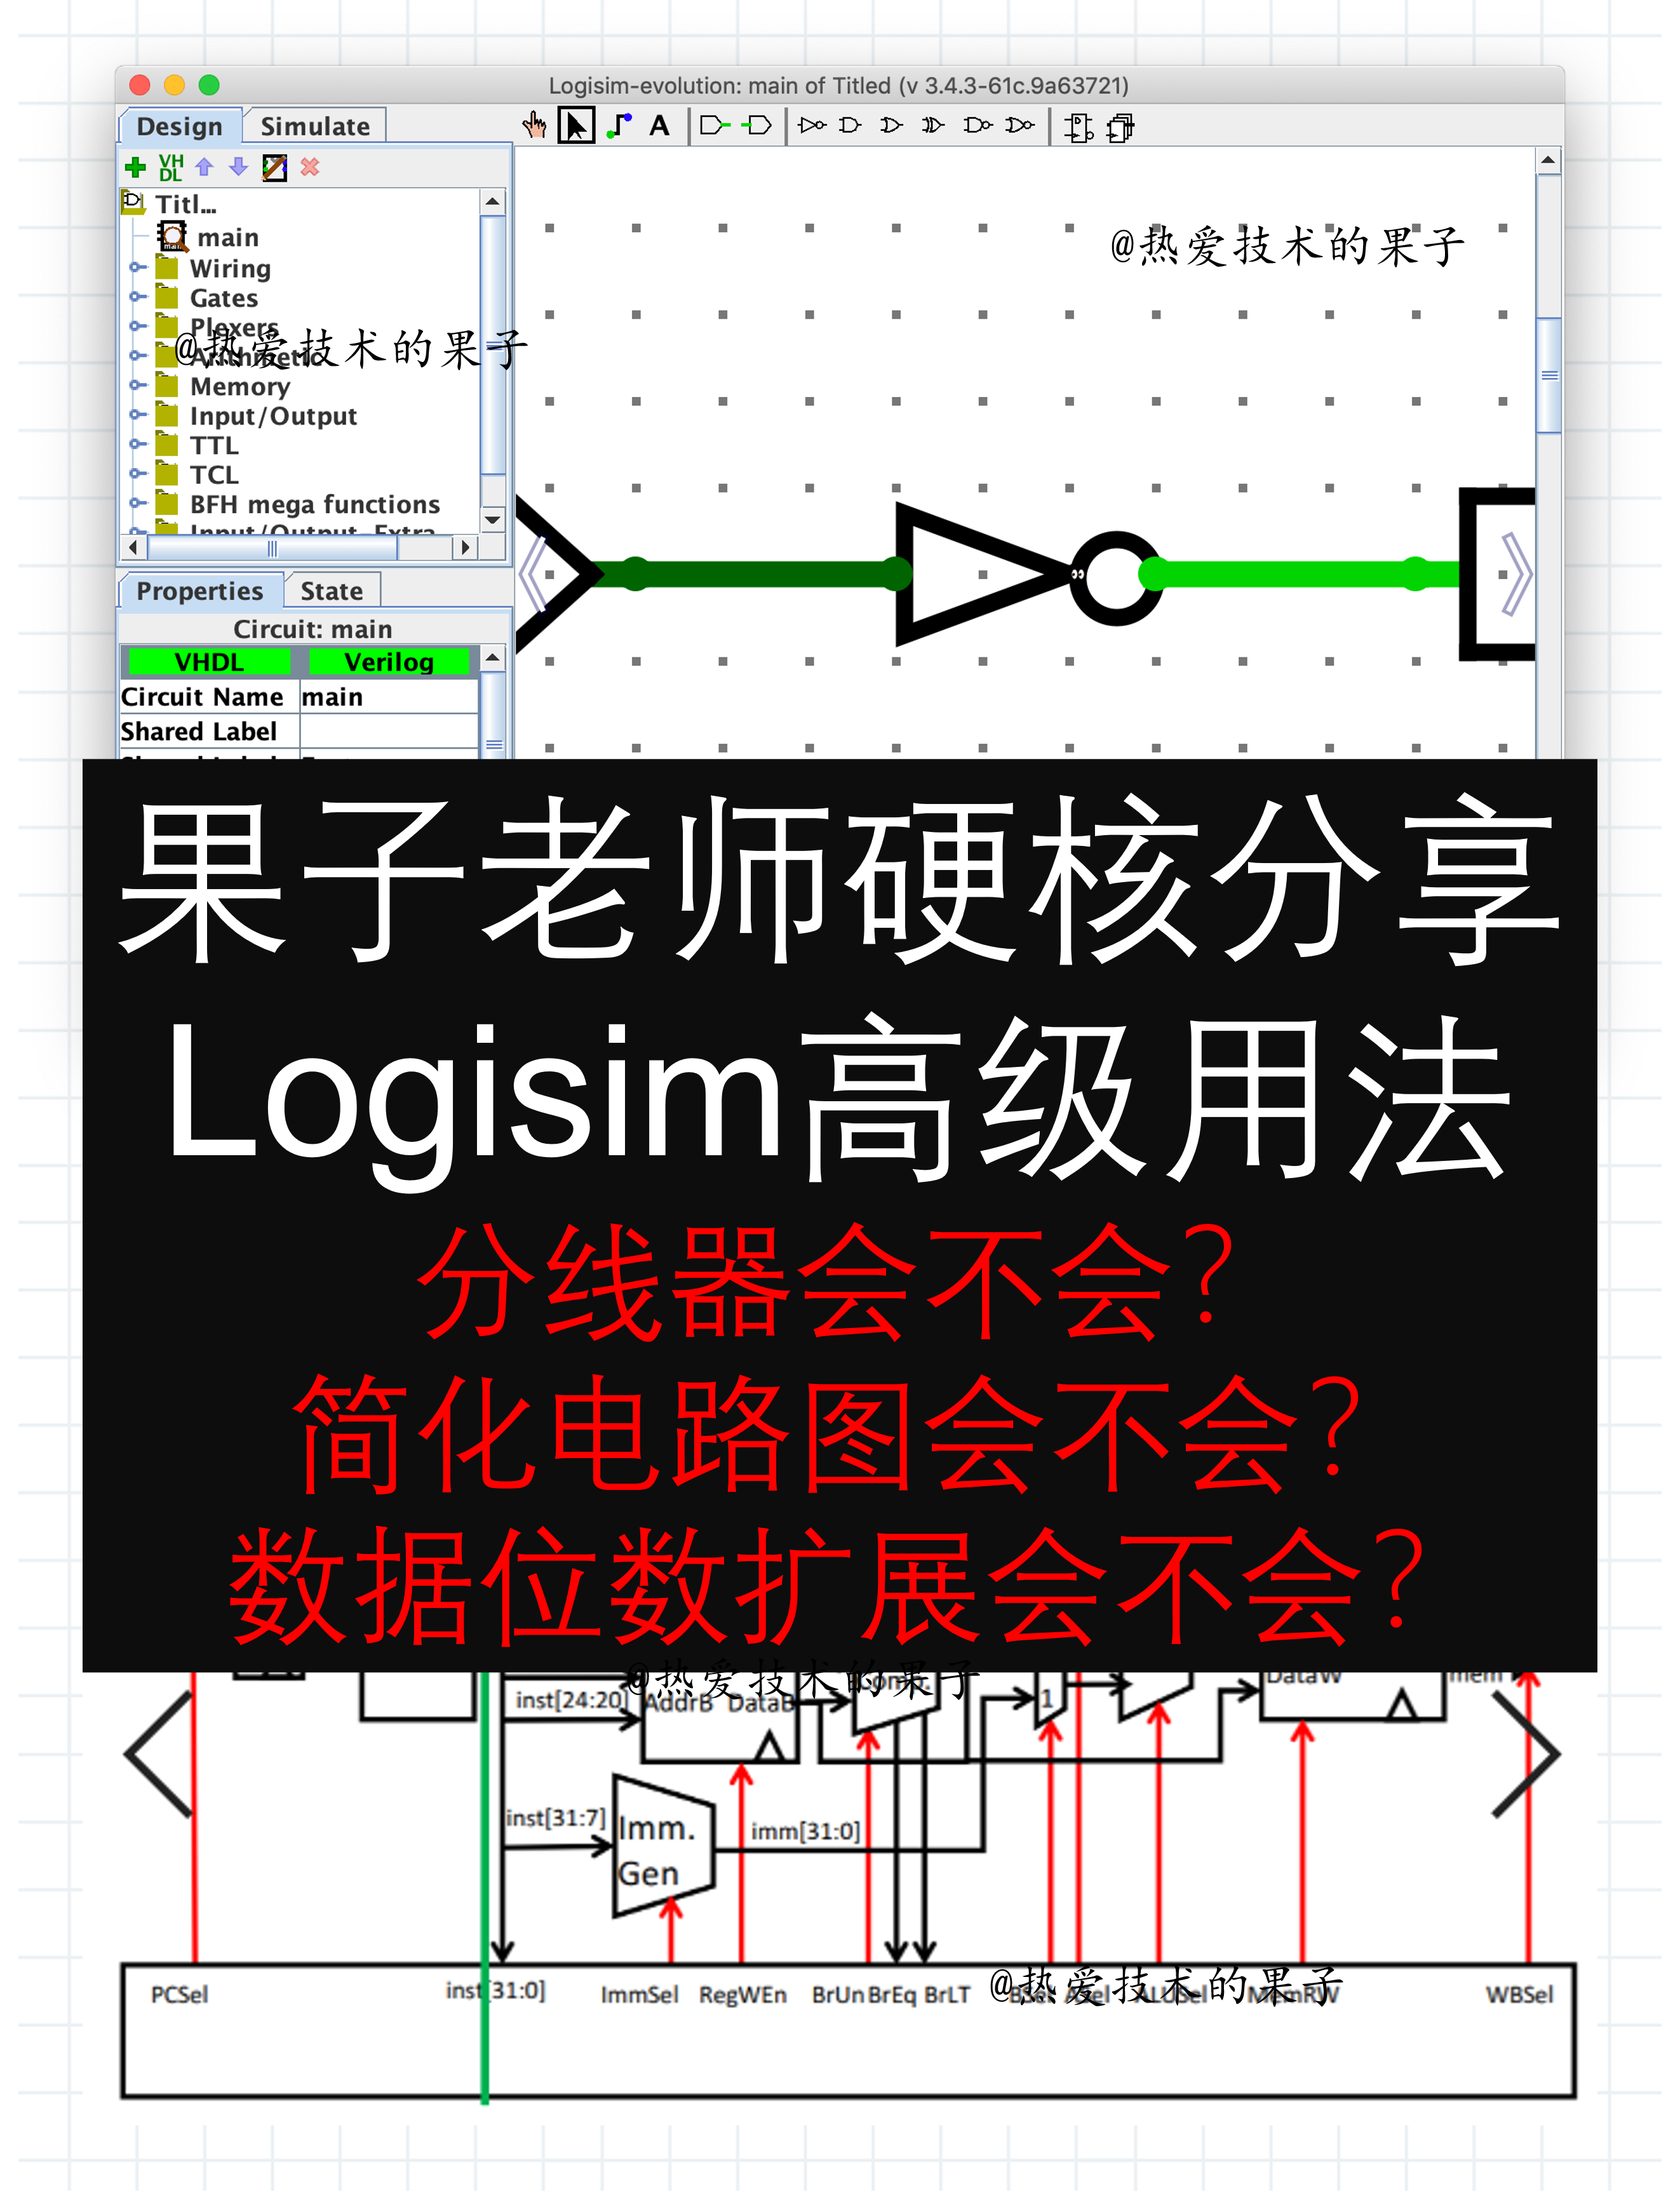 Logisim-evolution: main of Titled (v 3.4.3-61c.9a63721)
Design Simulate
A
VH
DL
Titl...
main
@热爱技术的果子
Wiring
Gates
Plexers
@热爱技术的果子
Arithmetic
Memory
Input/Output
TTL
TCL
BFH mega functions
Input/Output-Extra
Properties State
Circuit: main
VHDL Verilog
Circuit Name main
Shared Label
果子老师硬核分享
Logisim高级用法
分线器会不会?
简化电路图会不会?
数据位数扩展会不会?
@热爱技术的果子
DataW mem
inst[24:20] AddrB DataB Comp. 1
inst[31:7] Imm. Gen imm[31:0]
@热爱技术的果子
PCSel inst[31:0] ImmSel RegWEn BrUn BrEq BrLT BSel ASel ALUSel MemRW WBSel